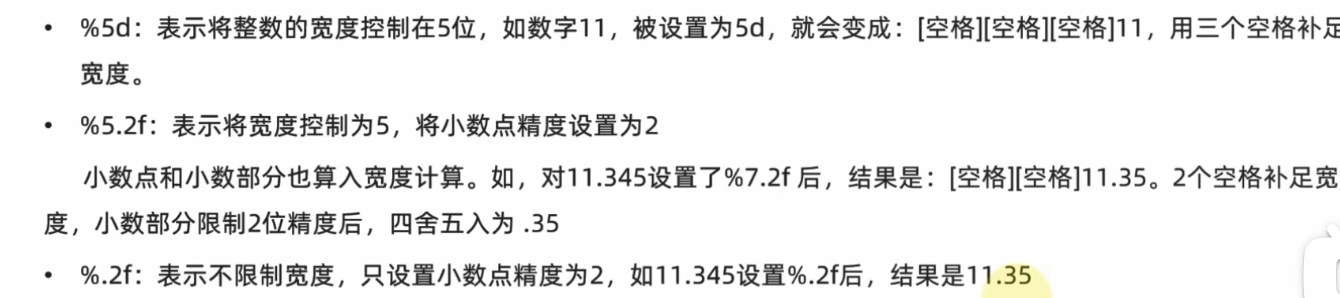 • %5d：表示将整数的宽度控制在5位，如数字11，被设置为5d，就会变成：[空格][空格][空格]11，用三个空格补足
宽度。
• %5.2f：表示将宽度控制为5，将小数点精度设置为2
小数点和小数部分也算入宽度计算。如，对11.345设置了%7.2f 后，结果是：[空格][空格]11.35。2个空格补足宽
度，小数部分限制2位精度后，四舍五入为 .35
• %.2f：表示不限制宽度，只设置小数点精度为2，如11.345设置%.2f后，结果是11.35